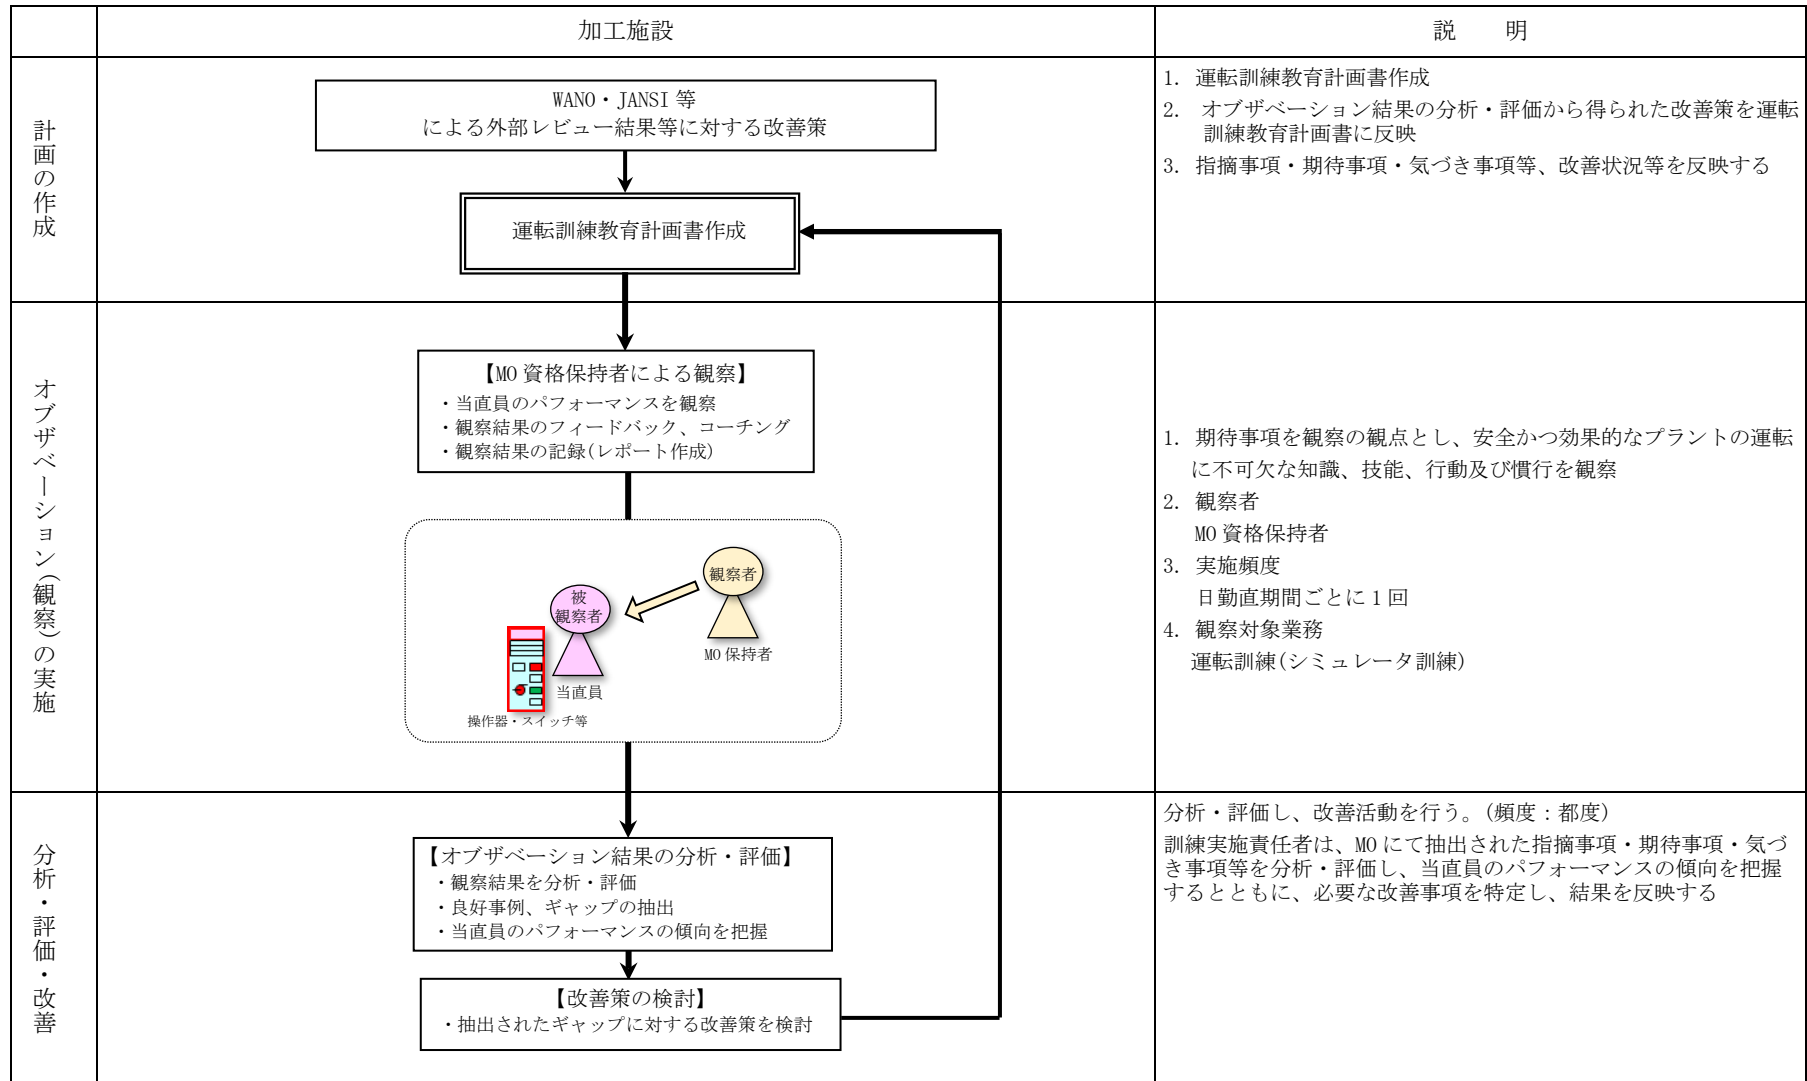 加工施設
説　　明
計画の作成
WANO・JANSI 等
による外部レビュー結果等に対する改善策
運転訓練教育計画書作成
1. 運転訓練教育計画書作成
2. オブザベーション結果の分析・評価から得られた改善策を運転
訓練教育計画書に反映
3. 指摘事項・期待事項・気づき事項等、改善状況等を反映する
オブザベーション(観察)の実施
【MO 資格保持者による観察】
・当直員のパフォーマンスを観察
・観察結果のフィードバック、コーチング
・観察結果の記録(レポート作成)
観察者
被
観察者
MO 保持者
当直員
操作器・スイッチ等
1. 期待事項を観察の観点とし、安全かつ効果的なプラントの運転
に不可欠な知識、技能、行動及び慣行を観察
2. 観察者
MO 資格保持者
3. 実施頻度
日勤直期間ごとに 1 回
4. 観察対象業務
運転訓練(シミュレータ訓練)
分析・評価・改善
【オブザベーション結果の分析・評価】
・観察結果を分析・評価
・良好事例、ギャップの抽出
・当直員のパフォーマンスの傾向を把握
【改善策の検討】
・抽出されたギャップに対する改善策を検討
分析・評価し、改善活動を行う。(頻度：都度)
訓練実施責任者は、MO にて抽出された指摘事項・期待事項・気づ
き事項等を分析・評価し、当直員のパフォーマンスの傾向を把握
するとともに、必要な改善事項を特定し、結果を反映する